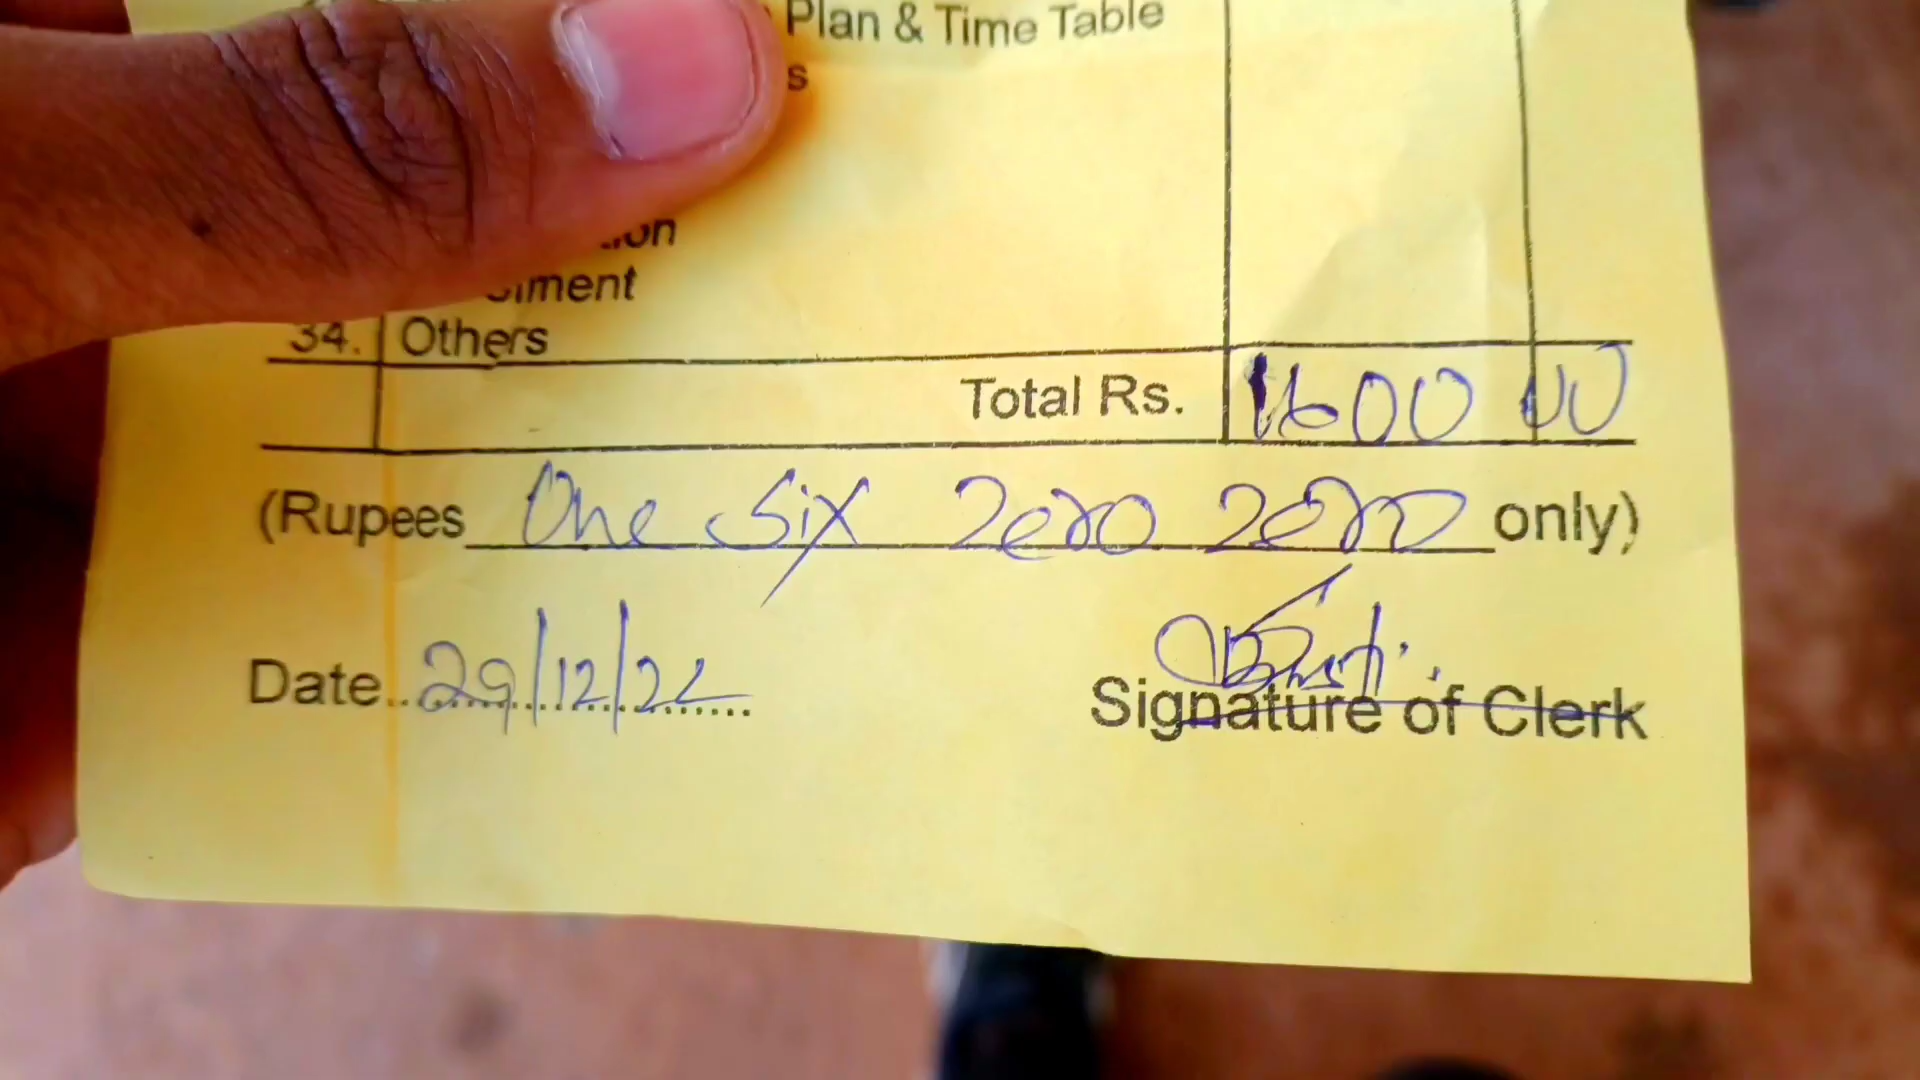 Plan & Time Table
s
34. Others
Total Rs. 1600 00
(Rupees One Six Zero Zero only)
Date 29/12/22
Signature of Clerk